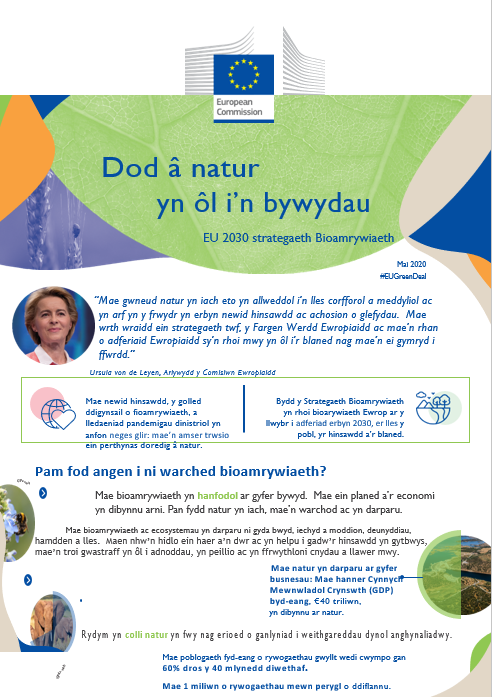 European
Commission
Dod â natur
yn ôl i'n bywydau
EU 2030 strategaeth Bioamrywiaeth
Mai 2020
#EUGreenDeal
“Mae gwneud natur yn iach eto yn allweddol i'n lles corfforol a meddyliol ac
yn arf yn y frwydr yn erbyn newid hinsawdd ac achosion o glefydau. Mae
wrth wraidd ein strategaeth twf, y Fargen Werdd Ewropiaidd ac mae'n rhan
o adferiad Ewropiaidd sy'n rhoi mwy yn ôl i'r blaned nag mae'n ei gymryd i
ffwrdd.”
Ursula von de Leyen, Arlywydd y Comisiwn Ewropiaidd
Mae newid hinsawdd, y golled
ddigynsail o fioamrywiaeth, a
lledaeniad pandemigau dinistriol yn
anfon neges glir: mae'n amser trwsio
ein perthynas doredig â natur.
Bydd y Strategaeth Bioamrywiaeth
yn rhoi bioarywiaeth Ewrop ar y
llwybr i adferiad erbyn 2030, er lles y
pobl, yr hinsawdd a'r blaned.
Pam fod angen i ni warched bioamrywiaeth?
Mae bioamrywiaeth yn hanfodol ar gyfer bywyd. Mae ein planed a'r economi
yn dibynnu arni. Pan fydd natur yn iach, mae'n warchod ac yn darparu.
Mae bioamrywiaeth ac ecosystemau yn darparu ni gyda bwyd, iechyd a moddion, deunyddiau,
hamdden a lles. Maen nhw'n hidlo ein haer a'n dwr ac yn helpu i gadw'r hinsawdd yn gytbwys,
mae'n troi gwastraff yn ôl i adnoddau, yn peillio ac yn ffrwythloni cnydau a llawer mwy.
Mae natur yn darparu ar gyfer
busnesau: Mae hanner Cynnych
Mewnwladol Crynswth (GDP)
byd-eang, €40 triliwn,
yn dibynnu ar natur.
Rydym yn colli natur yn fwy nag erioed o ganlyniad i weithgareddau dynol anghynaliadwy.
Mae poblogaeth fyd-eang o rywogaethau gwyllt wedi cwympo gan
60% dros y 40 mlynedd diwethaf.
Mae 1 miliwn o rywogaethau mewn perygl o ddiflannu.